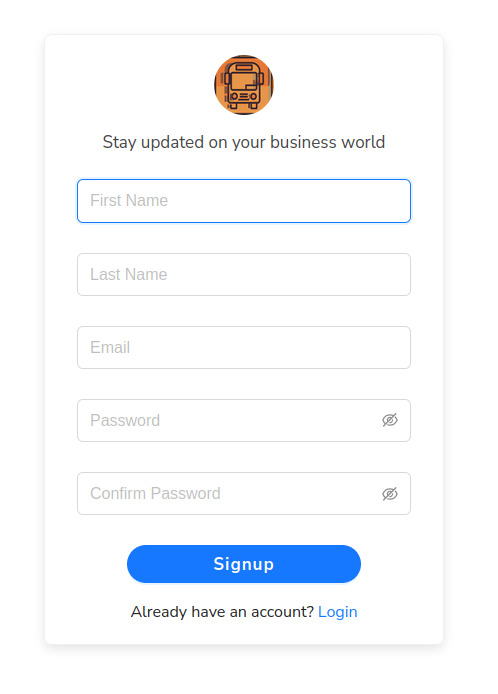 Stay updated on your business world
First Name
Last Name
Email
Password
Confirm Password
Signup
Already have an account? Login